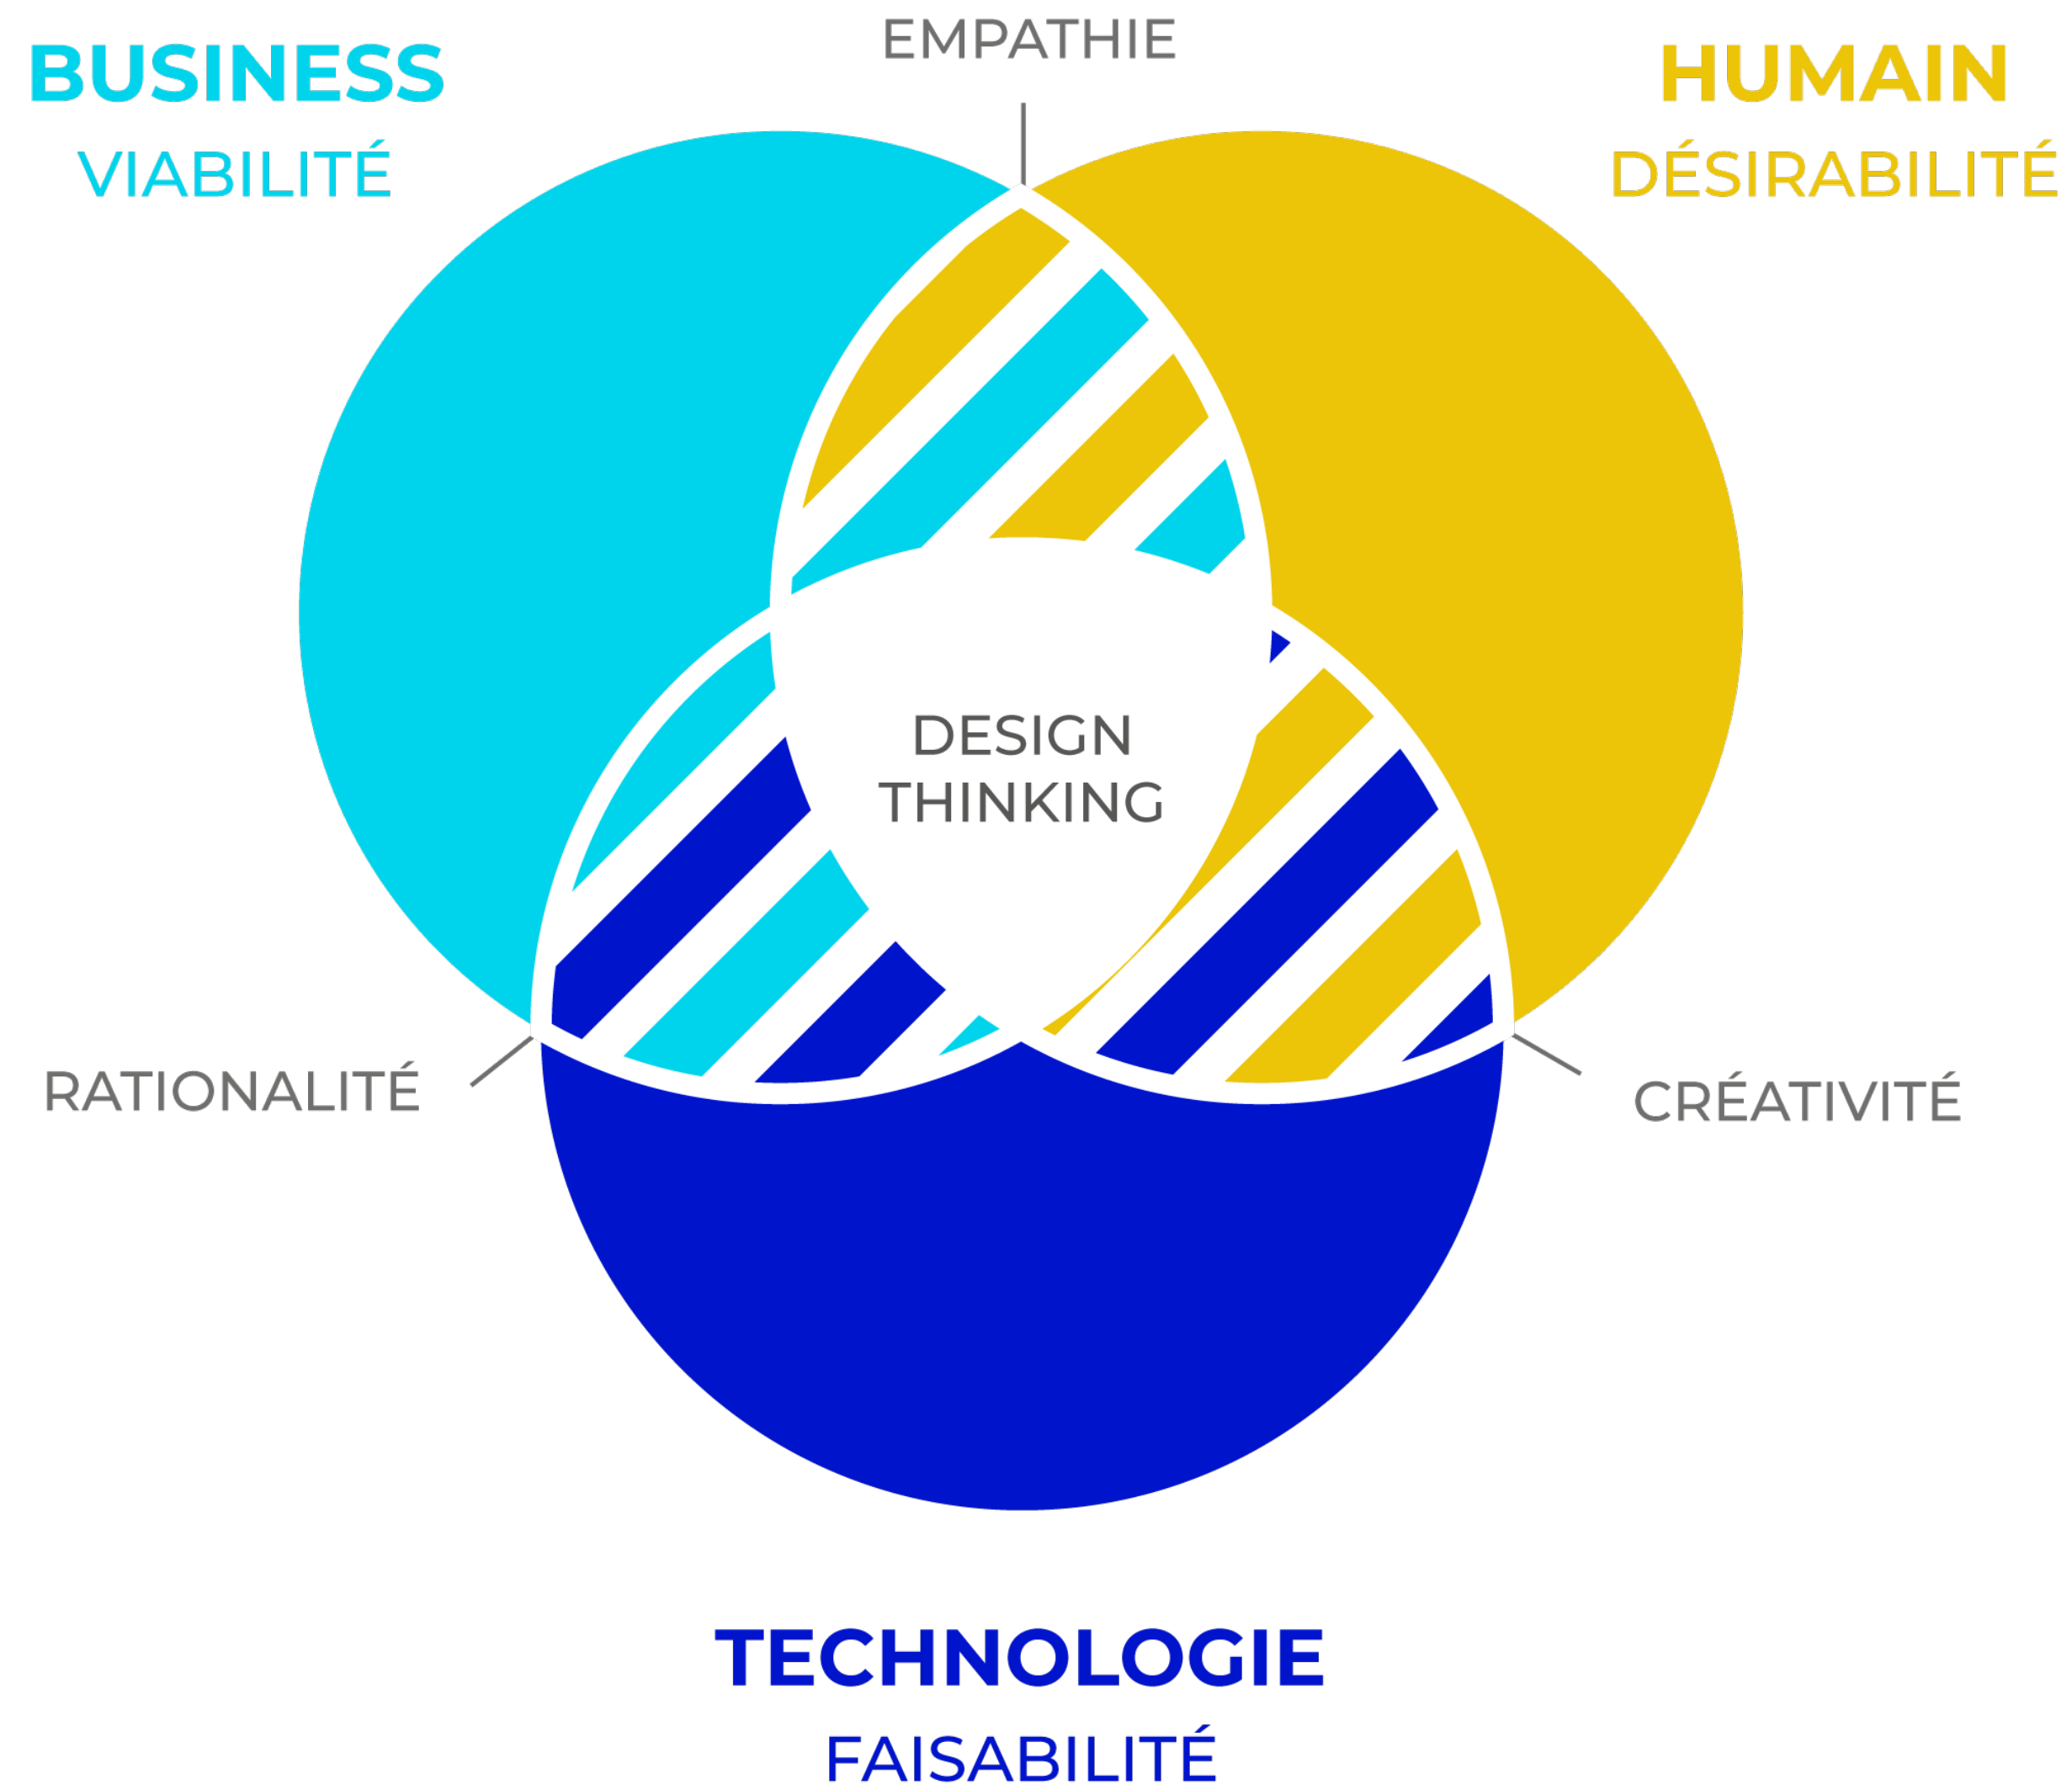 EMPATHIE
BUSINESS
VIABILITÉ
HUMAIN
DÉSIRABILITÉ
DESIGN
THINKING
RATIONALITÉ
CRÉATIVITÉ
TECHNOLOGIE
FAISABILITÉ